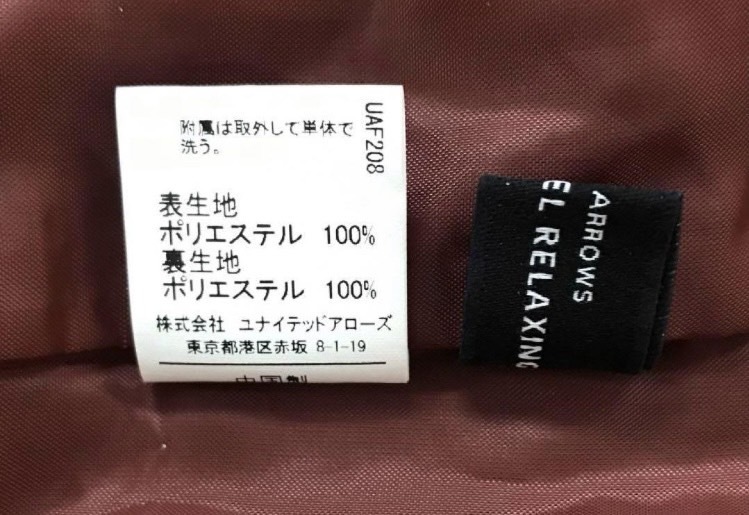 附属は取外して単体で
洗う。
UAF208
表生地
ポリエステル 100%
裏生地
ポリエステル 100%
株式会社 ユナイテッドアローズ
東京都港区赤坂 8-1-19
中国製
ARROWS
EL RELAXING